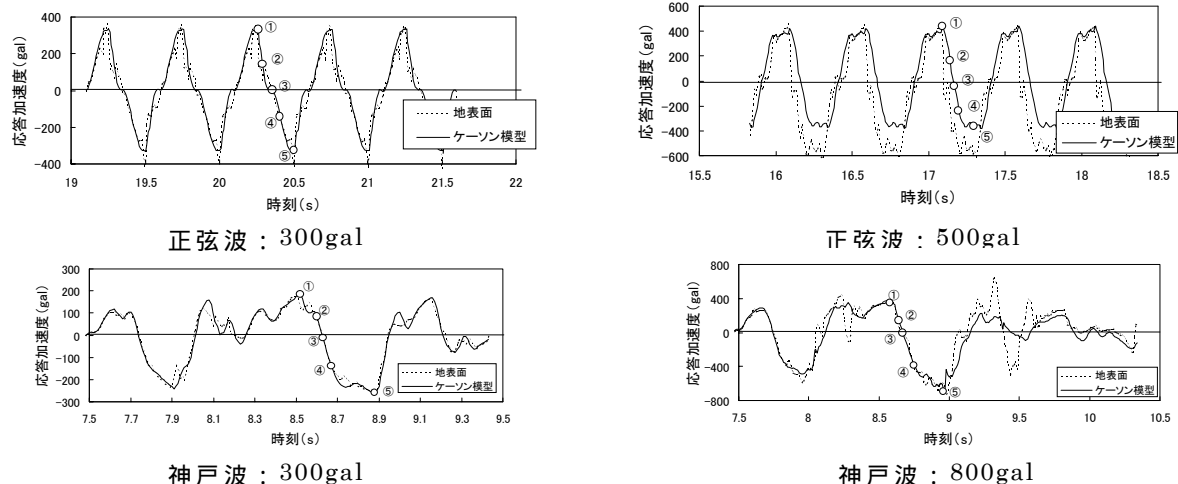 400
200
0
-200
-400
応答加速度(gal)
①
②
③
④
⑤
地表面
ケーソン模型
19 19.5 20 20.5 21 21.5 22
時刻(s)
正弦波：300gal
600
400
200
0
-200
-400
600
応答加速度(gal)
①
②
③
④
⑤
地表面
ケーソン模型
15.5 16 16.5 17 17.5 18 18.5
時刻(s)
正弦波：500gal
300
200
100
0
-100
-200
-300
応答加速度(gal)
①
②
③
④
⑤
地表面
ケーソン模型
7.5 7.7 7.9 8.1 8.3 8.5 8.7 8.9 9.1 9.3 9.5
時刻(s)
神戸波：300gal
800
400
0
-400
-800
応答加速度(gal)
①
②
③
④
⑤
地表面
ケーソン模型
7.5 8 8.5 9 9.5 10 10.5
時刻(s)
神戸波：800gal